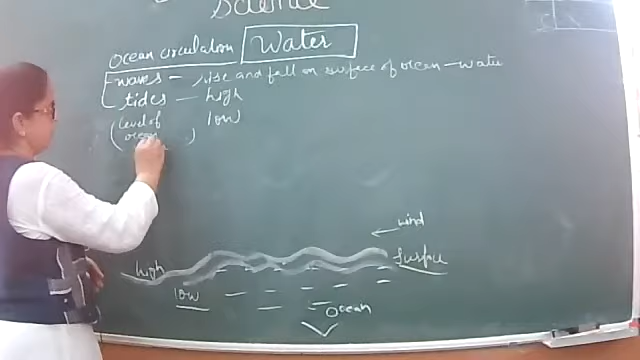 Science
Ocean circulation Water
waves — rise and fall on surface of ocean — water
tides — high
(level of low
ocean )
wind
high surface
low
Ocean